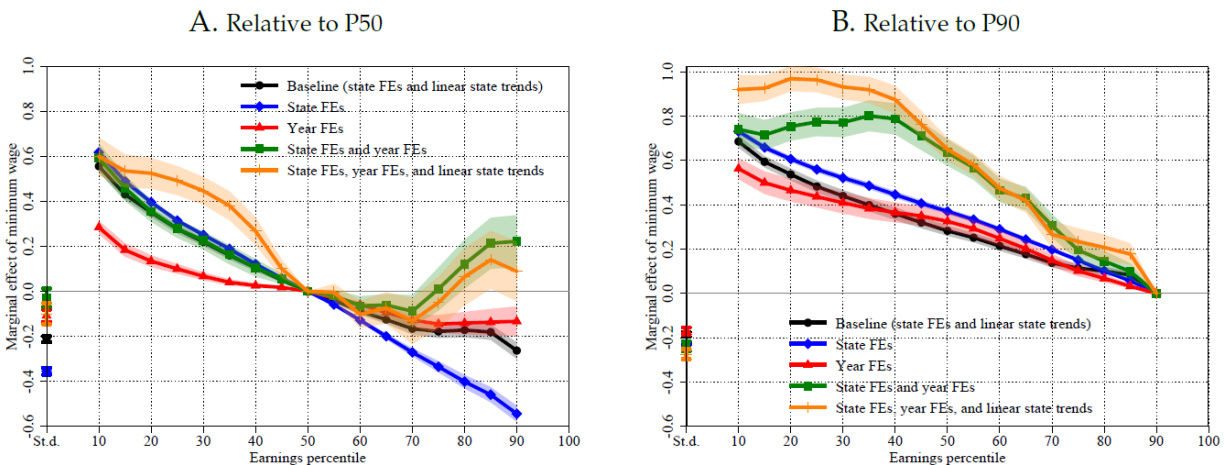 A. Relative to P50
Marginal effect of minimum wage
1.0
0.8
0.6
0.4
0.2
0.0
-0.2
-0.4
-0.6
Baseline (state FEs and linear state trends)
State FEs
Year FEs
State FEs and year FEs
State FEs, year FEs, and linear state trends
St.d. 10 20 30 40 50 60 70 80 90 100
Earnings percentile
B. Relative to P90
Marginal effect of minimum wage
1.0
0.8
0.6
0.4
0.2
0.0
-0.2
-0.4
-0.6
Baseline (state FEs and linear state trends)
State FEs
Year FEs
State FEs and year FEs
State FEs, year FEs, and linear state trends
St.d. 10 20 30 40 50 60 70 80 90 100
Earnings percentile